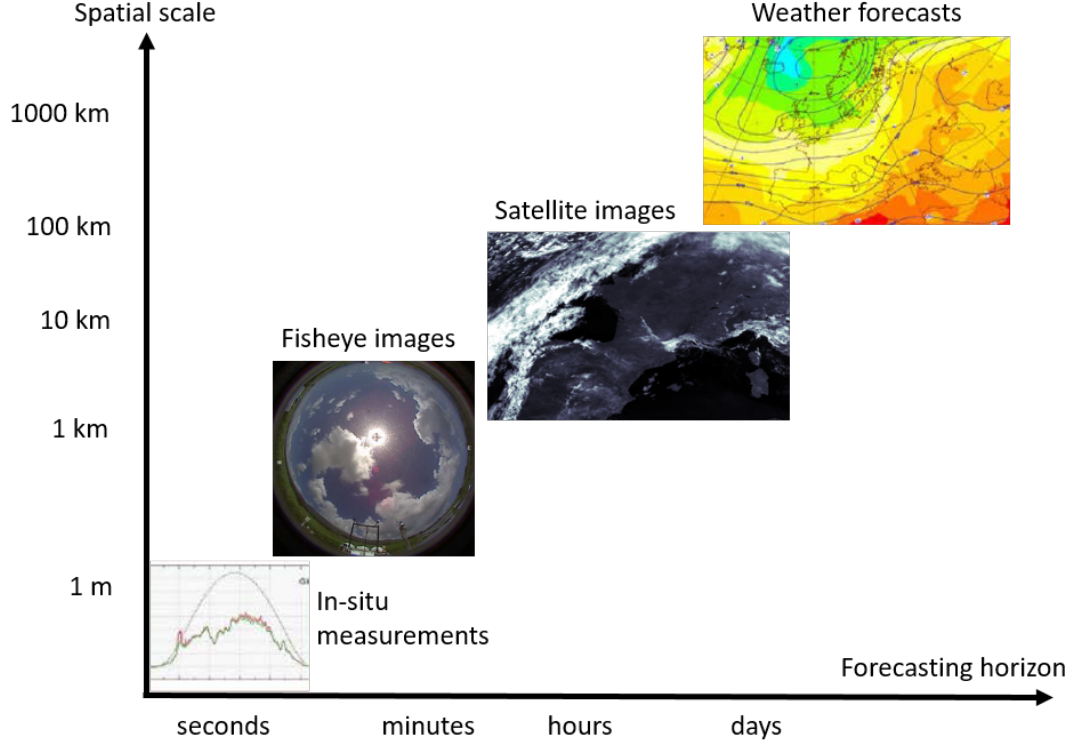 Spatial scale
Weather forecasts
1000 km
Satellite images
100 km
10 km
Fisheye images
1 km
1 m
In-situ
measurements
Forecasting horizon
seconds
minutes
hours
days